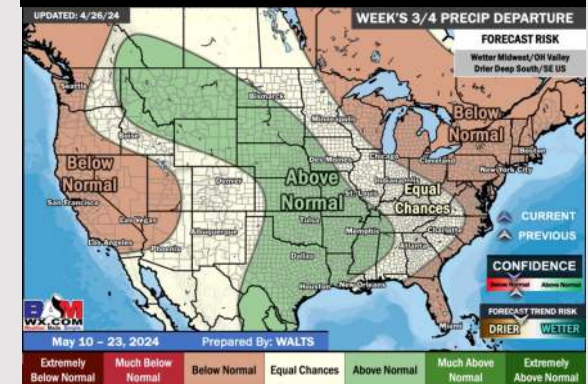 UPDATED: 4/26/24
WEEK'S 3/4 PRECIP DEPARTURE
FORECAST RISK
Wetter Midwest/OH Valley
Drier Deep South/SE US
Seattle
Bismarck
Minneapolis
Boise
Below
Normal
Boston
Chicago
Cleveland
New York City
Des Moines
Below
Normal
Denver
Above
Normal
St. Louis
Indianapolis
Equal
Chances
San Francisco
Las Vegas
Tulsa
CURRENT
PREVIOUS
Los Angeles
Phoenix
Albuquerque
Memphis
Charlotte
Atlanta
Dallas
CONFIDENCE
Below Normal
Above Normal
Houston
New Orleans
FORECAST TREND RISK
DRIER
WETTER
Miami
BAM
WX.COM
May 10 – 23, 2024
Prepared By: WALTS
Extremely
Below Normal
Much Below
Normal
Below Normal
Equal Chances
Above Normal
Much Above
Normal
Extremely
Above Normal